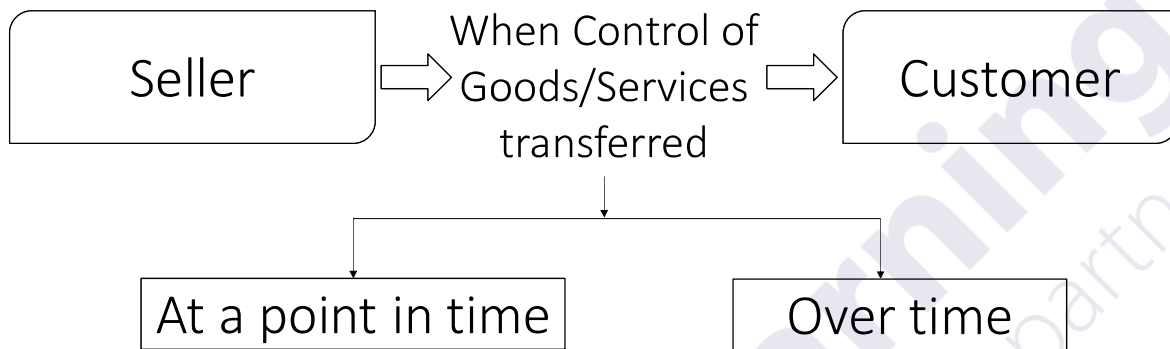 Seller
When Control of
Goods/Services
transferred
Customer
At a point in time
Over time